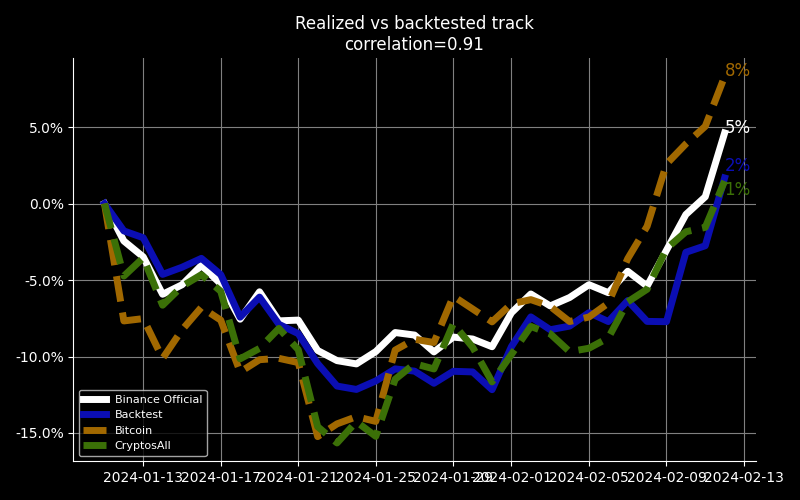 Realized vs backtested track
correlation=0.91
8%
5%
2%
1%
5.0%
0.0%
-5.0%
-10.0%
-15.0%
Binance Official
Backtest
Bitcoin
CryptosAll
2024-01-13 2024-01-17 2024-01-21 2024-01-25 2024-01-29 2024-02-01 2024-02-05 2024-02-09 2024-02-13